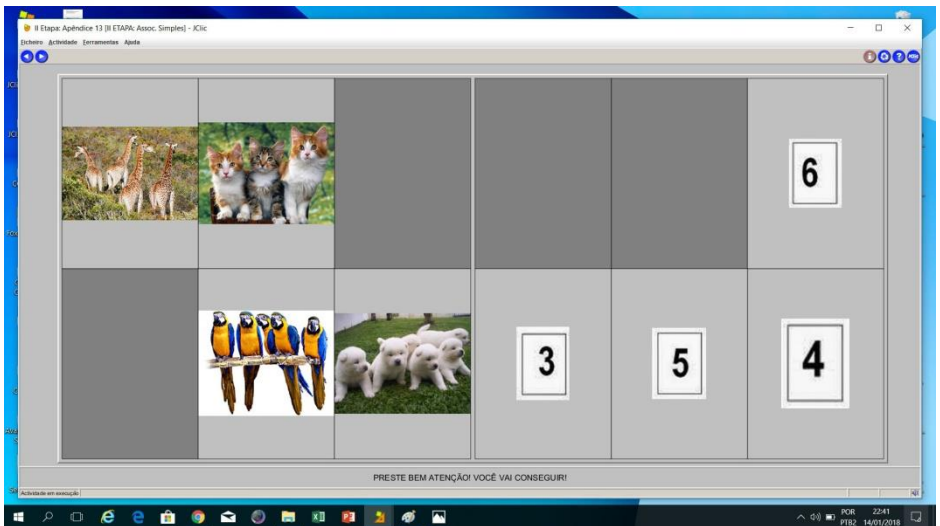 II Etapa: Apêndice 13 [II ETAPA: Assoc. Simples] - JClic
Ficheiro Actividade Ferramentas Ajuda
6
3 5 4
PRESTE BEM ATENÇÃO! VOCÊ VAI CONSEGUIR!
Actividade em execução
POR 22:41
PTB2 14/01/2018